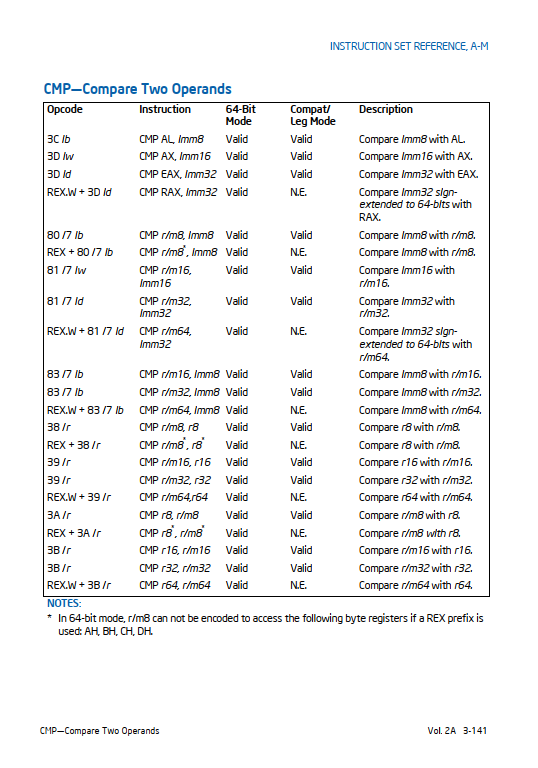 INSTRUCTION SET REFERENCE, A-M
CMP—Compare Two Operands
Opcode Instruction 64-Bit Mode Compat/ Leg Mode Description
3C ib CMP AL, imm8 Valid Valid Compare imm8 with AL.
3D iw CMP AX, imm16 Valid Valid Compare imm16 with AX.
3D id CMP EAX, imm32 Valid Valid Compare imm32 with EAX.
REX.W + 3D id CMP RAX, imm32 Valid N.E. Compare imm32 sign-
extended to 64-bits with
RAX.
80 /7 ib CMP r/m8, imm8 Valid Valid Compare imm8 with r/m8.
REX + 80 /7 ib CMP r/m8*, imm8 Valid N.E. Compare imm8 with r/m8.
81 /7 iw CMP r/m16, Valid Valid Compare imm16 with
imm16 r/m16.
81 /7 id CMP r/m32, Valid Valid Compare imm32 with
imm32 r/m32.
REX.W + 81 /7 id CMP r/m64, Valid N.E. Compare imm32 sign-
imm32 extended to 64-bits with
r/m64.
83 /7 ib CMP r/m16, imm8 Valid Valid Compare imm8 with r/m16.
83 /7 ib CMP r/m32, imm8 Valid Valid Compare imm8 with r/m32.
REX.W + 83 /7 ib CMP r/m64, imm8 Valid N.E. Compare imm8 with r/m64.
38 /r CMP r/m8, r8 Valid Valid Compare r8 with r/m8.
REX + 38 /r CMP r/m8*, r8* Valid N.E. Compare r8 with r/m8.
39 /r CMP r/m16, r16 Valid Valid Compare r16 with r/m16.
39 /r CMP r/m32, r32 Valid Valid Compare r32 with r/m32.
REX.W + 39 /r CMP r/m64,r64 Valid N.E. Compare r64 with r/m64.
3A /r CMP r8, r/m8 Valid Valid Compare r/m8 with r8.
REX + 3A /r CMP r8*, r/m8* Valid N.E. Compare r/m8 with r8.
3B /r CMP r16, r/m16 Valid Valid Compare r/m16 with r16.
3B /r CMP r32, r/m32 Valid Valid Compare r/m32 with r32.
REX.W + 3B /r CMP r64, r/m64 Valid N.E. Compare r/m64 with r64.
NOTES:
* In 64-bit mode, r/m8 can not be encoded to access the following byte registers if a REX prefix is
used: AH, BH, CH, DH.
CMP—Compare Two Operands Vol. 2A 3-141